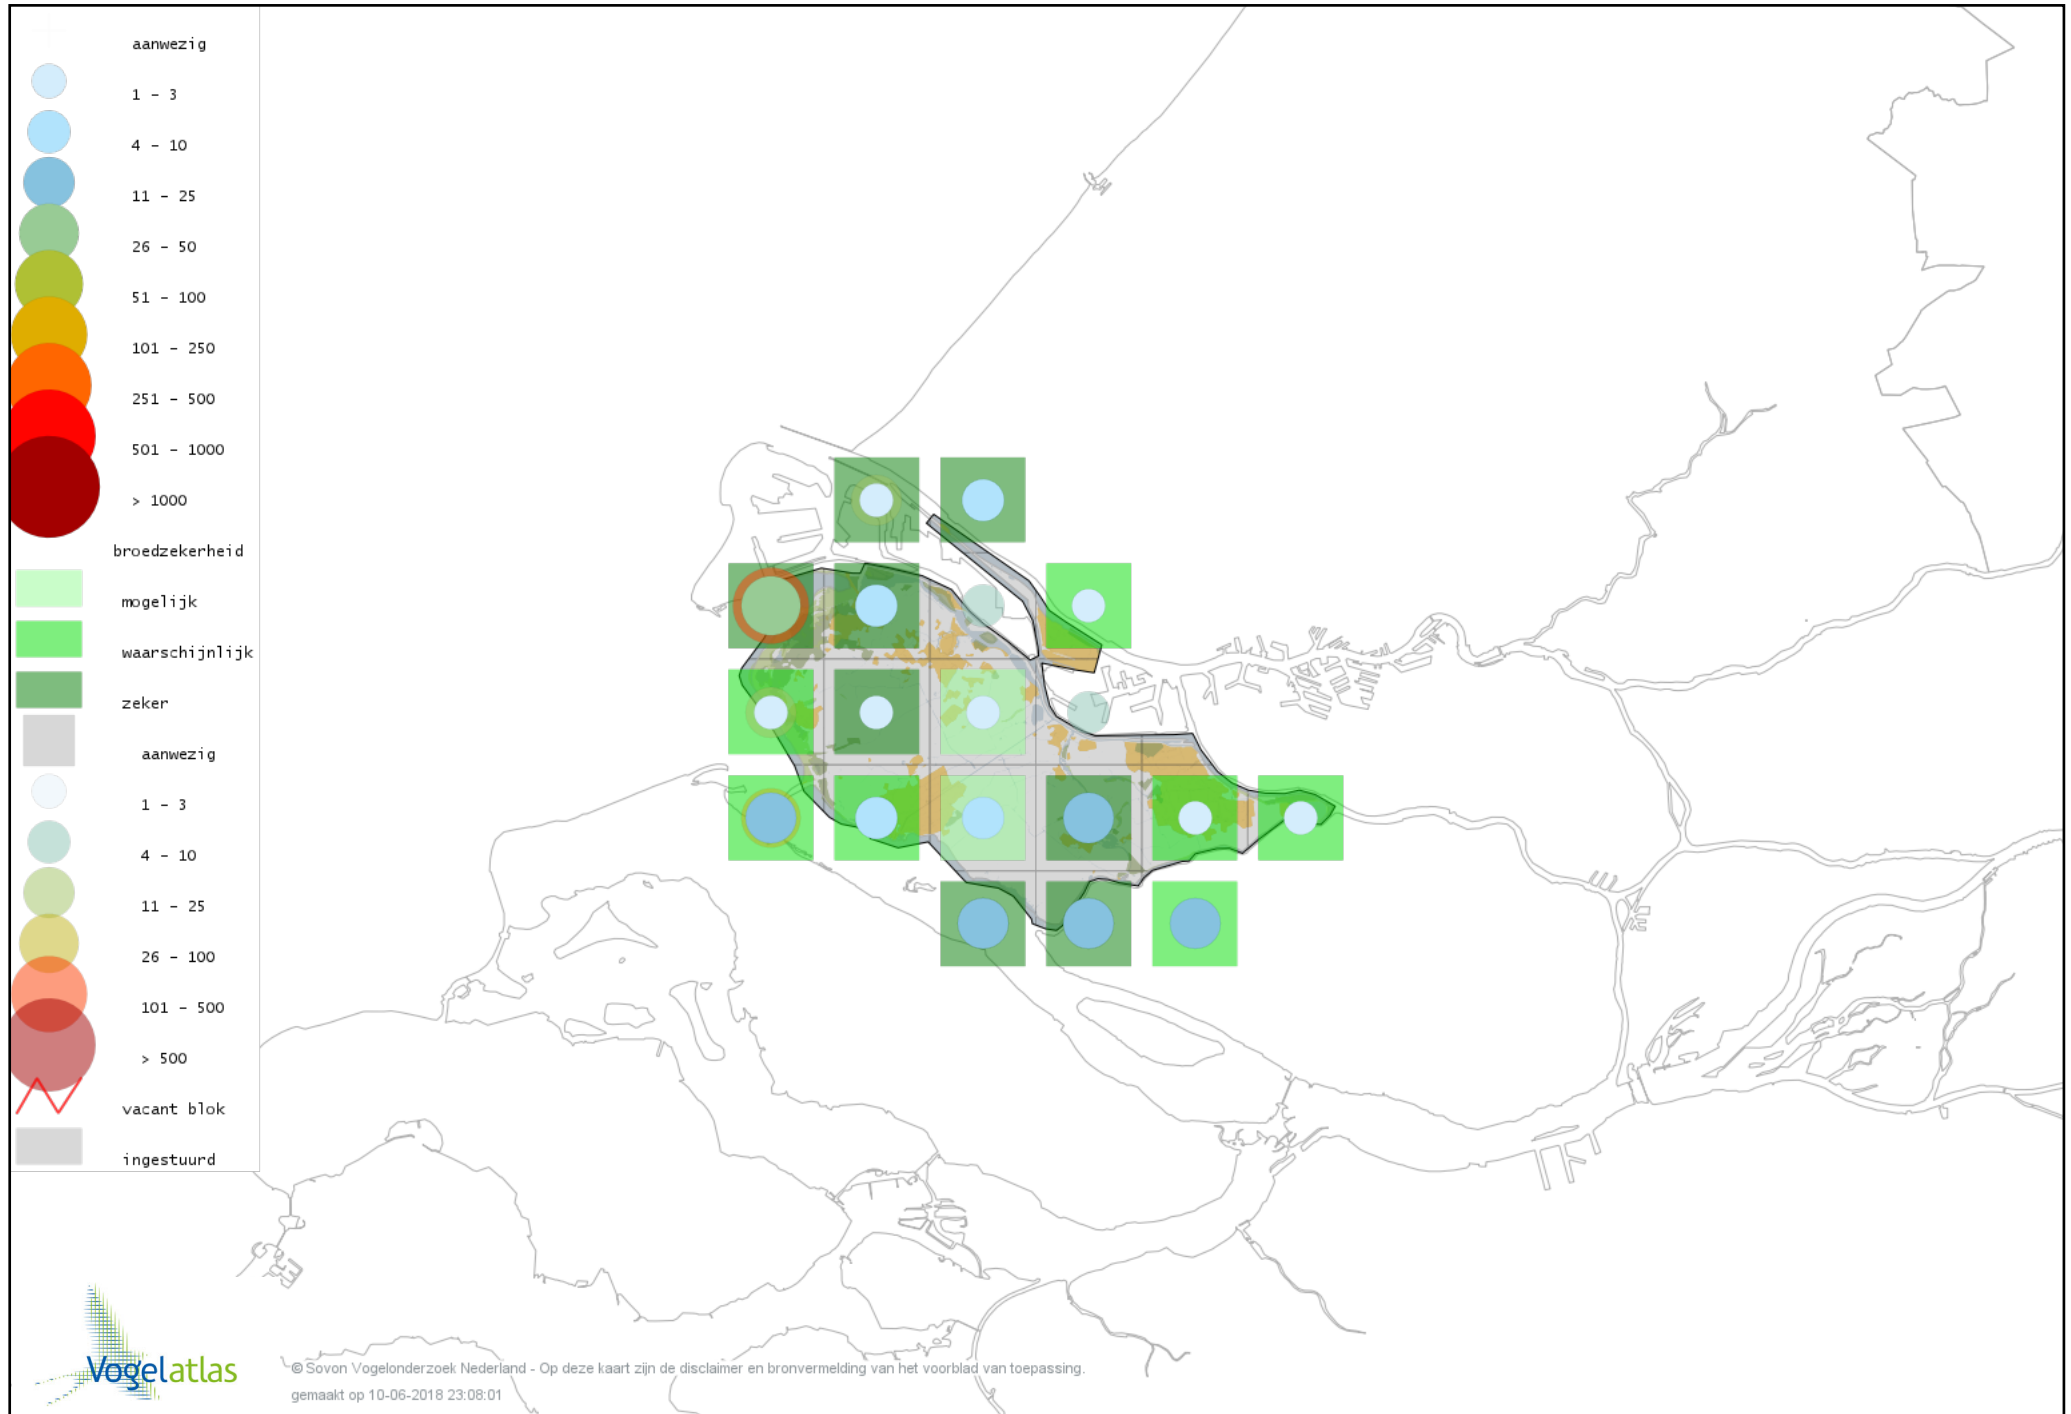 aanwezig
1 - 3
4 - 10
11 - 25
26 - 50
51 - 100
101 - 250
251 - 500
501 - 1000
> 1000
broedzekerheid
mogelijk
waarschijnlijk
zeker
aanwezig
1 - 3
4 - 10
11 - 25
26 - 100
101 - 500
> 500
vacant blok
ingestuurd
Vogelatlas
© Sovon Vogelonderzoek Nederland - Op deze kaart zijn de disclaimer en bronvermelding van het voorblad van toepassing.
gemaakt op 10-06-2018 23:08:01